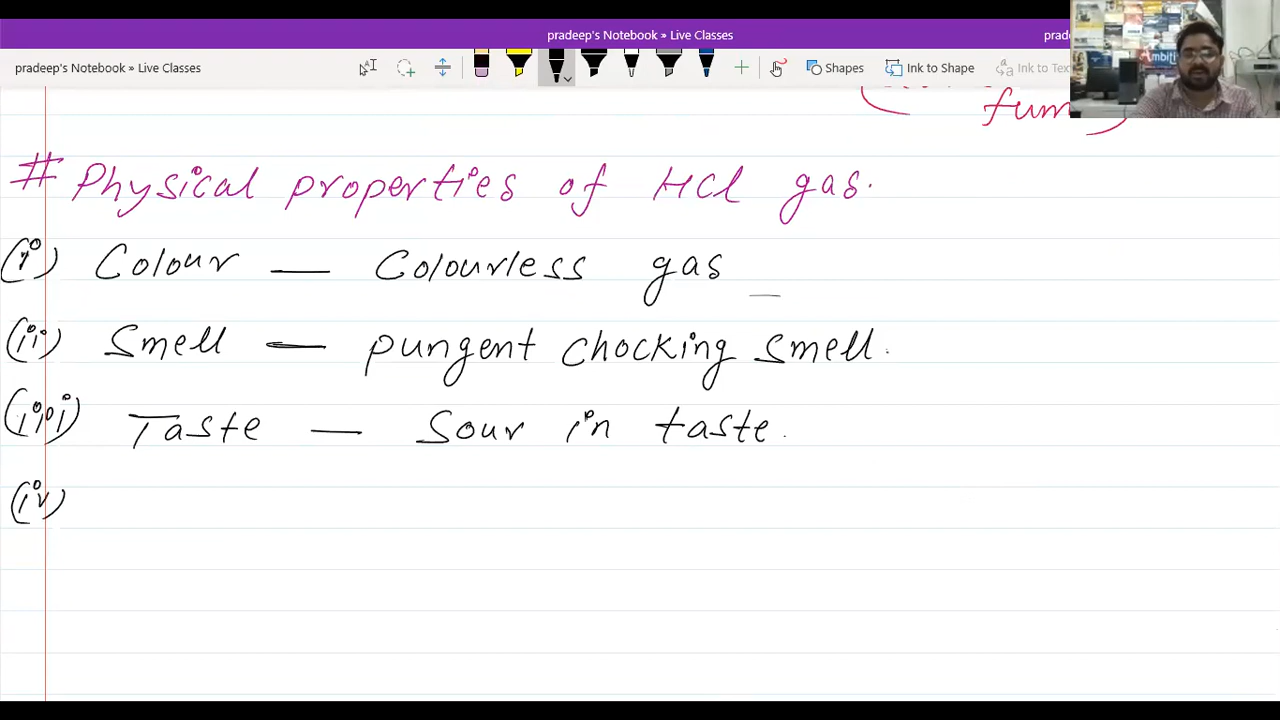 pradeep's Notebook » Live Classes
pradeep's Notebook » Live Classes
Shapes
Ink to Shape
Ink to Text
# Physical properties of HCl gas.
(i) Colour — Colourless gas
(ii) Smell — pungent chocking smell.
(iii) Taste — Sour in taste.
(iv)